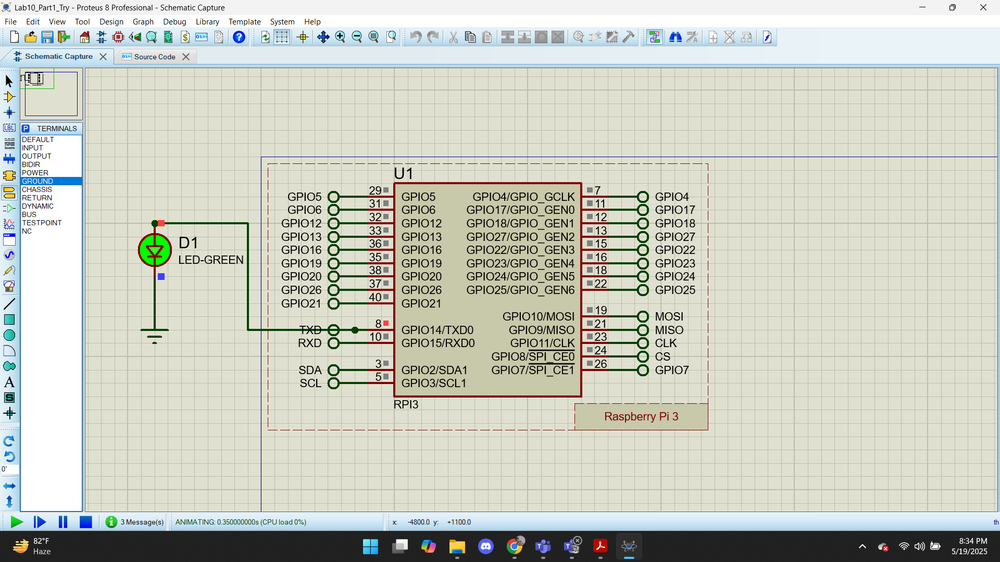 Lab10_Part1_Try - Proteus 8 Professional - Schematic Capture
File Edit View Tool Design Graph Debug Library Template System Help
Schematic Capture
Source Code
LBL
P TERMINALS
DEFAULT
INPUT
OUTPUT
BIDIR
POWER
GROUND
CHASSIS
RETURN
DYNAMIC
BUS
TESTPOINT
NC
A
S
0°
D1
LED-GREEN
U1
GPIO5 29 GPIO5 GPIO4/GPIO_GCLK 7 GPIO4
GPIO6 31 GPIO6 GPIO17/GPIO_GEN0 11 GPIO17
GPIO12 32 GPIO12 GPIO18/GPIO_GEN1 12 GPIO18
GPIO13 33 GPIO13 GPIO27/GPIO_GEN2 13 GPIO27
GPIO16 36 GPIO16 GPIO22/GPIO_GEN3 15 GPIO22
GPIO19 35 GPIO19 GPIO23/GPIO_GEN4 16 GPIO23
GPIO20 38 GPIO20 GPIO24/GPIO_GEN5 18 GPIO24
GPIO26 37 GPIO26 GPIO25/GPIO_GEN6 22 GPIO25
GPIO21 40 GPIO21
GPIO10/MOSI 19 MOSI
TXD 8 GPIO14/TXD0 GPIO9/MISO 21 MISO
RXD 10 GPIO15/RXD0 GPIO11/CLK 23 CLK
GPIO8/SPI_CE0 24 CS
SDA 3 GPIO2/SDA1 GPIO7/SPI_CE1 26 GPIO7
SCL 5 GPIO3/SCL1
RPI3
Raspberry Pi 3
3 Message(s) ANIMATING: 0.350000000s (CPU load 0%) x: -4800.0 y: +1100.0 th
82°F
Haze
8:34 PM
5/19/2025